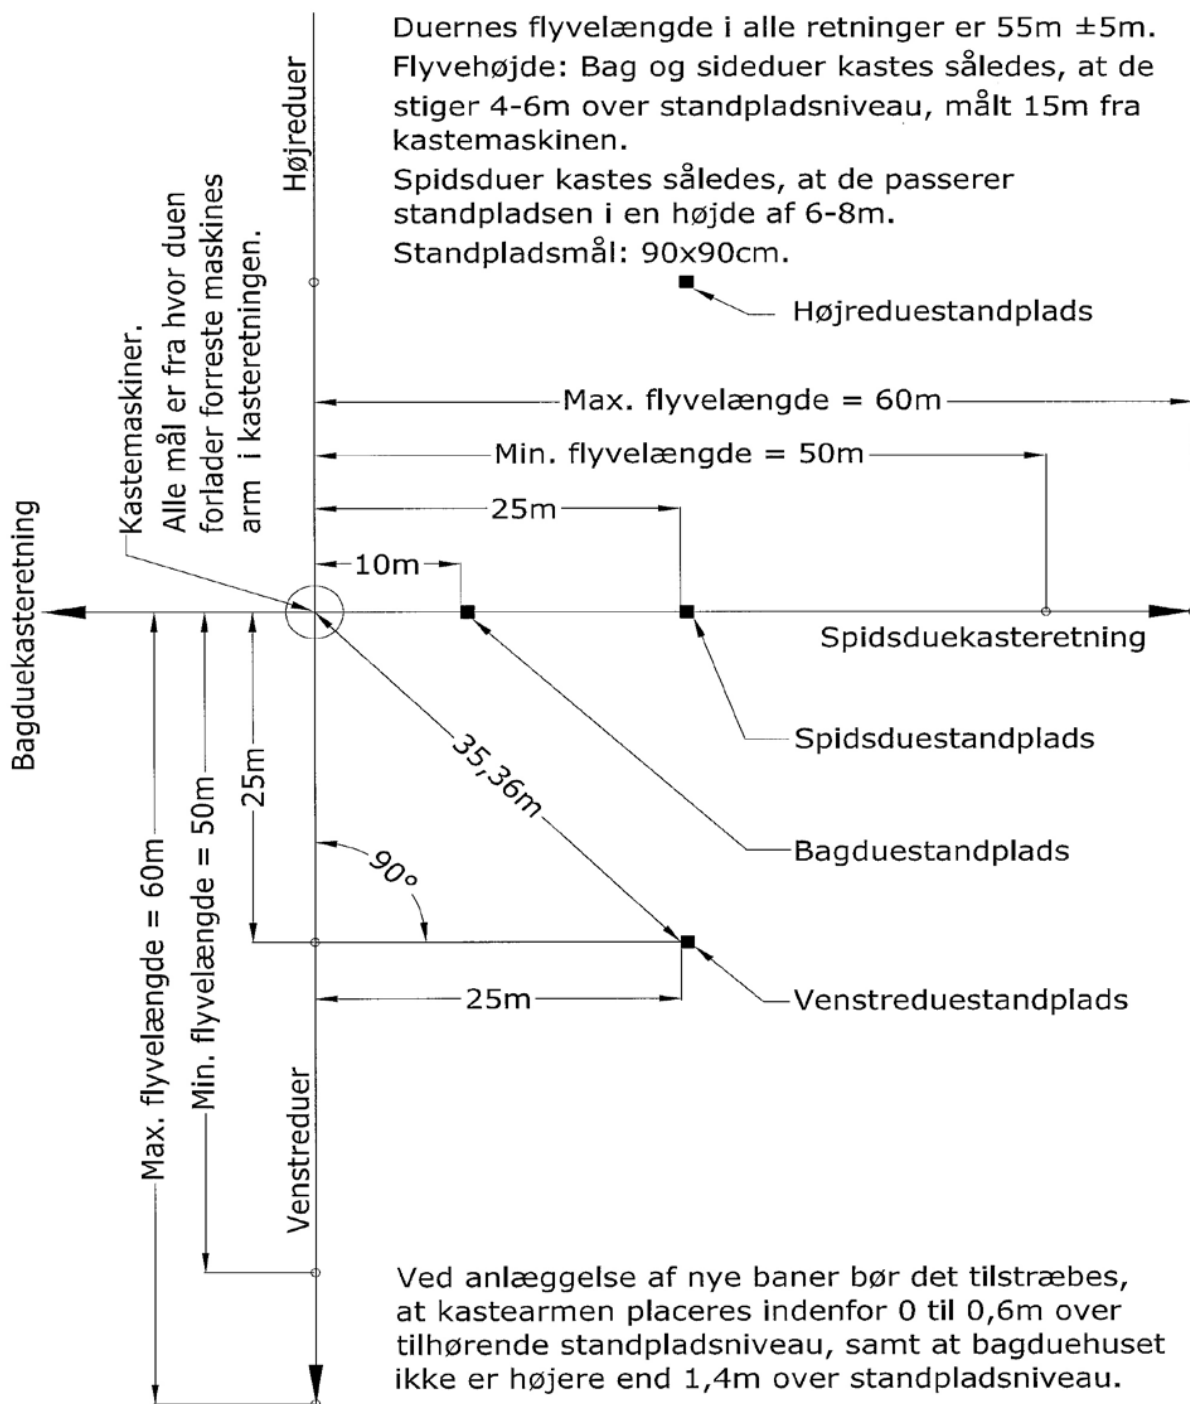 Duernes flyvelængde i alle retninger er 55m ±5m.
Flyvehøjde: Bag og sideduer kastes således, at de
stiger 4-6m over standpladsniveau, målt 15m fra
kastemaskinen.
Spidsduer kastes således, at de passerer
standpladsen i en højde af 6-8m.
Standpladsmål: 90x90cm.
Højreduer
Højreduestandplads
Kastemaskiner.
Alle mål er fra hvor duen
forlader forreste maskines
arm i kasteretningen.
Max. flyvelængde = 60m
Min. flyvelængde = 50m
25m
10m
Bagduekasteretning
Spidsduekasteretning
Spidsduestandplads
35,36m
25m
Bagduestandplads
90°
Min. flyvelængde = 50m
Max. flyvelængde = 60m
25m
Venstreduestandplads
Venstreduer
Ved anlæggelse af nye baner bør det tilstræbes,
at kastearmen placeres indenfor 0 til 0,6m over
tilhørende standpladsniveau, samt at bagduehuset
ikke er højere end 1,4m over standpladsniveau.